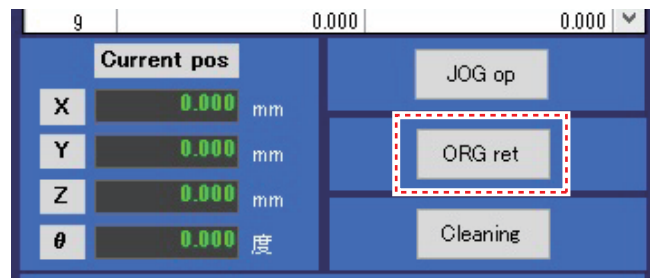 9 0.000 0.000
Current pos
JOG op
X 0.000 mm
Y 0.000 mm
ORG ret
Z 0.000 mm
θ 0.000 度
Cleaning